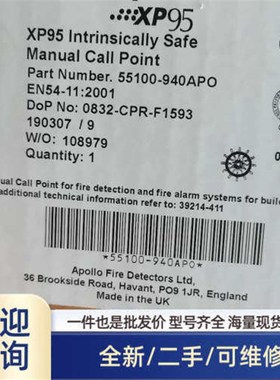 XP95
XP95 Intrinsically Safe
Manual Call Point
Part Number. 55100-940APO
EN54-11:2001
DoP No: 0832-CPR-F1593
190307 / 9
W/O: 108979
Quantity: 1
ual Call Point for fire detection and fire alarm systems for build
additional technical information refer to: 39214-411
*55100-940APO*
Apollo Fire Detectors Ltd,
36 Brookside Road, Havant, PO9 1JR, England
Made in the UK
迎
询
一件也是批发价 型号齐全 海量现货
全新/二手/可维修